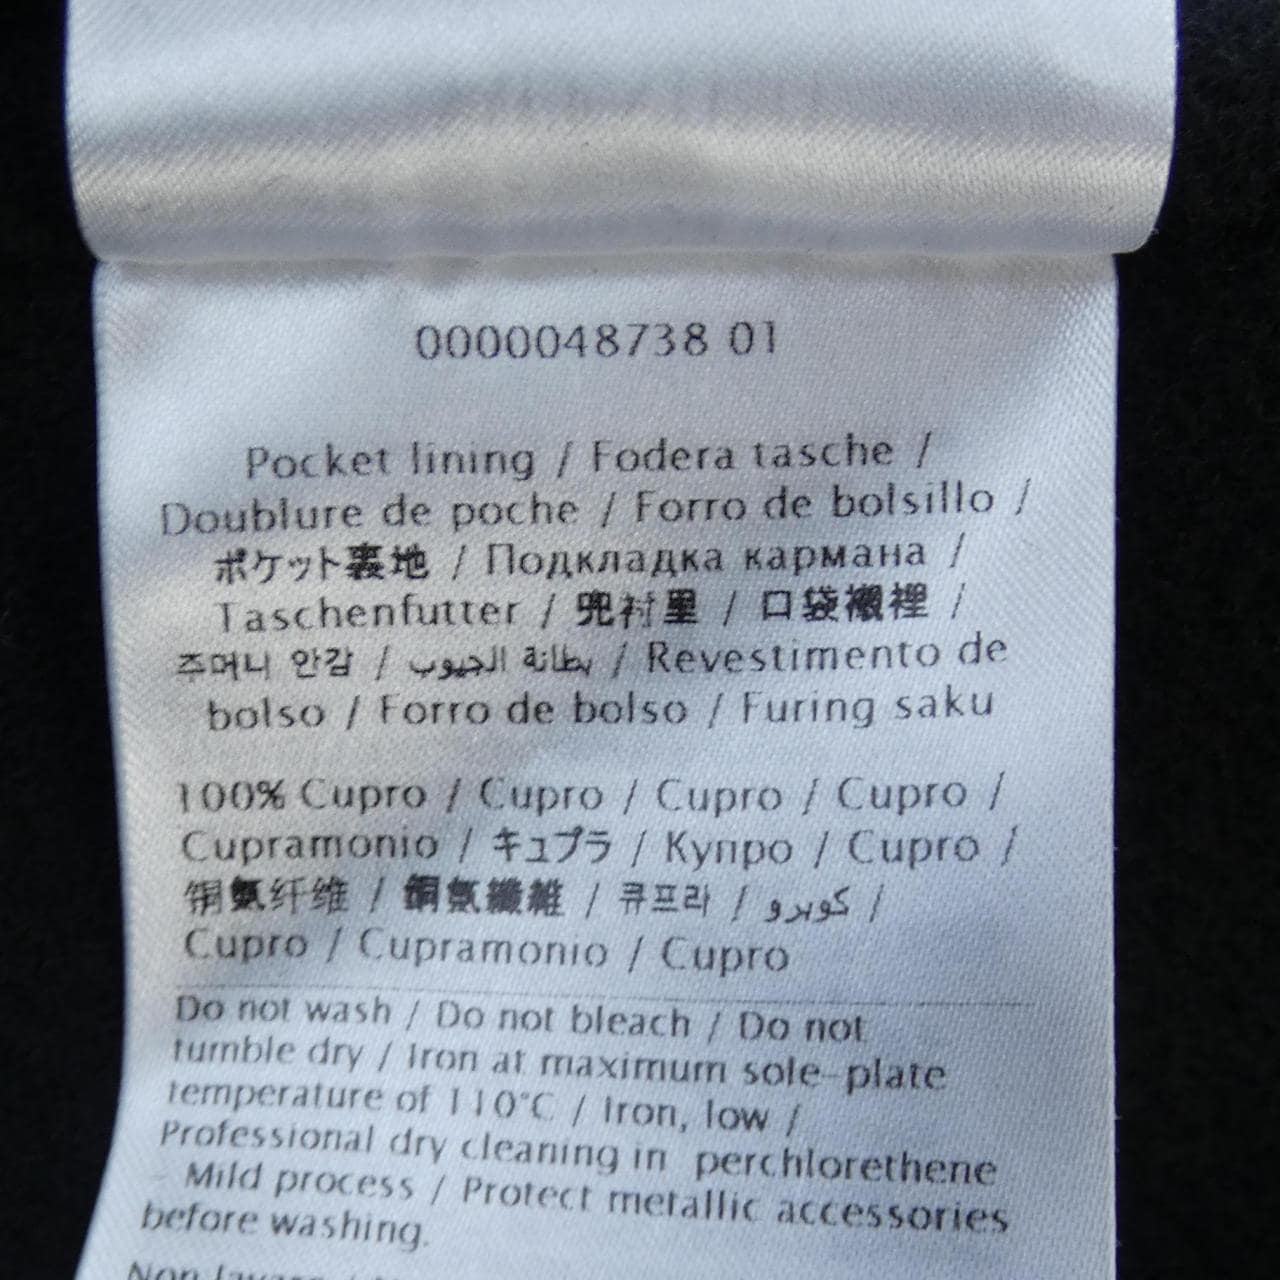 0000048738 01
Pocket lining / Fodera tasche /
Doublure de poche / Forro de bolsillo /
ポケット裏地 / Подкладка кармана /
Taschenfutter / 兜衬里 / 口袋襯裡 /
주머니 안감 / بطانة الجيوب / Revestimento de
bolso / Forro de bolso / Furing saku
100% Cupro / Cupro / Cupro / Cupro /
Cupramonio / キュプラ / Купро / Cupro /
铜氨纤维 / 銅氨纖維 / 큐프라 / كوبرو /
Cupro / Cupramonio / Cupro
Do not wash / Do not bleach / Do not
tumble dry / Iron at maximum sole-plate
temperature of 110°C / Iron, low /
Professional dry cleaning in perchlorethene
- Mild process / Protect metallic accessories
before washing.
Non